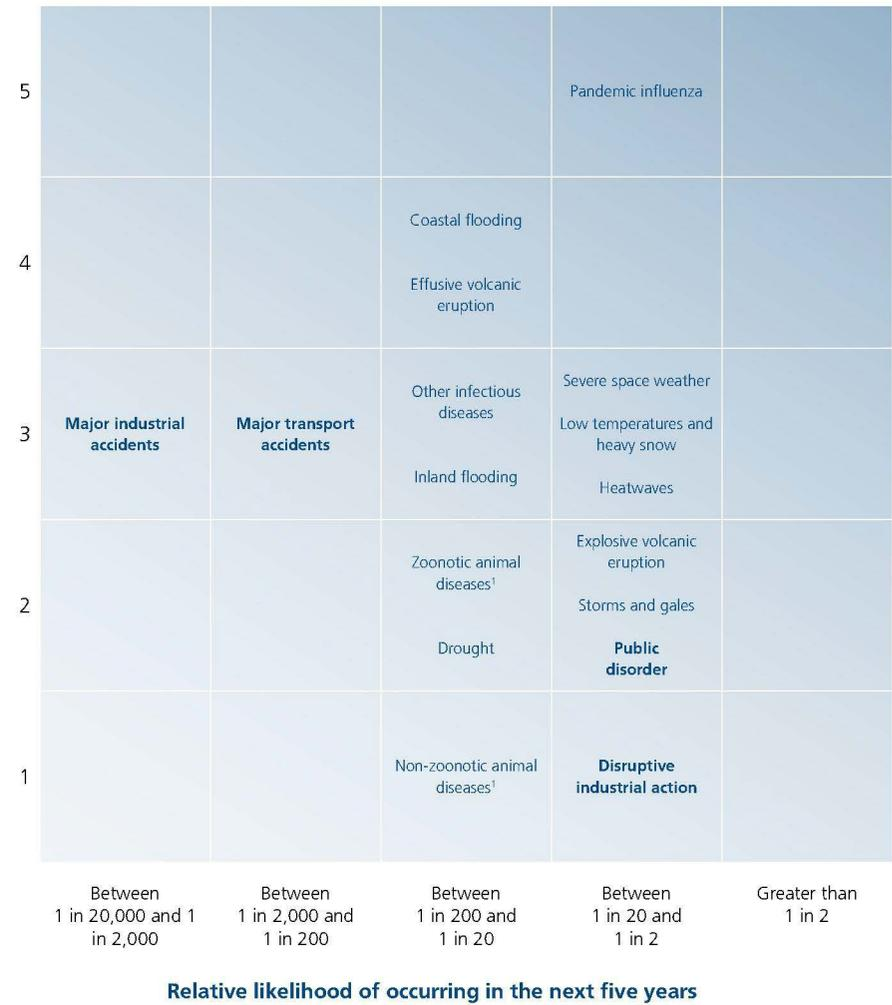 5
Pandemic influenza
4
Coastal flooding
Effusive volcanic
eruption
3
Major industrial
accidents
Major transport
accidents
Other infectious
diseases
Inland flooding
Severe space weather
Low temperatures and
heavy snow
Heatwaves
2
Zoonotic animal
diseases¹
Drought
Explosive volcanic
eruption
Storms and gales
Public
disorder
1
Non-zoonotic animal
diseases¹
Disruptive
industrial action
Between
1 in 20,000 and 1
in 2,000
Between
1 in 2,000 and
1 in 200
Between
1 in 200 and
1 in 20
Between
1 in 20 and
1 in 2
Greater than
1 in 2
Relative likelihood of occurring in the next five years